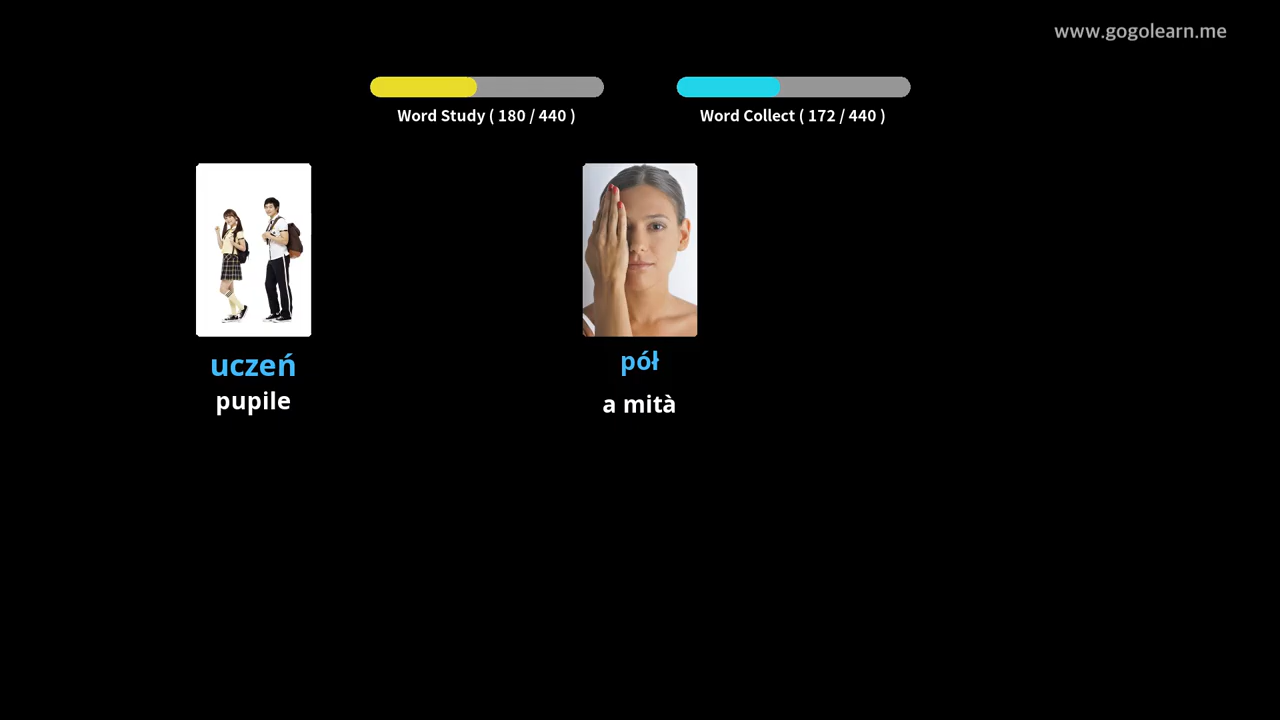 www.gogolearn.me
Word Study ( 180 / 440 )
Word Collect ( 172 / 440 )
uczeń
pupile
pół
a mità